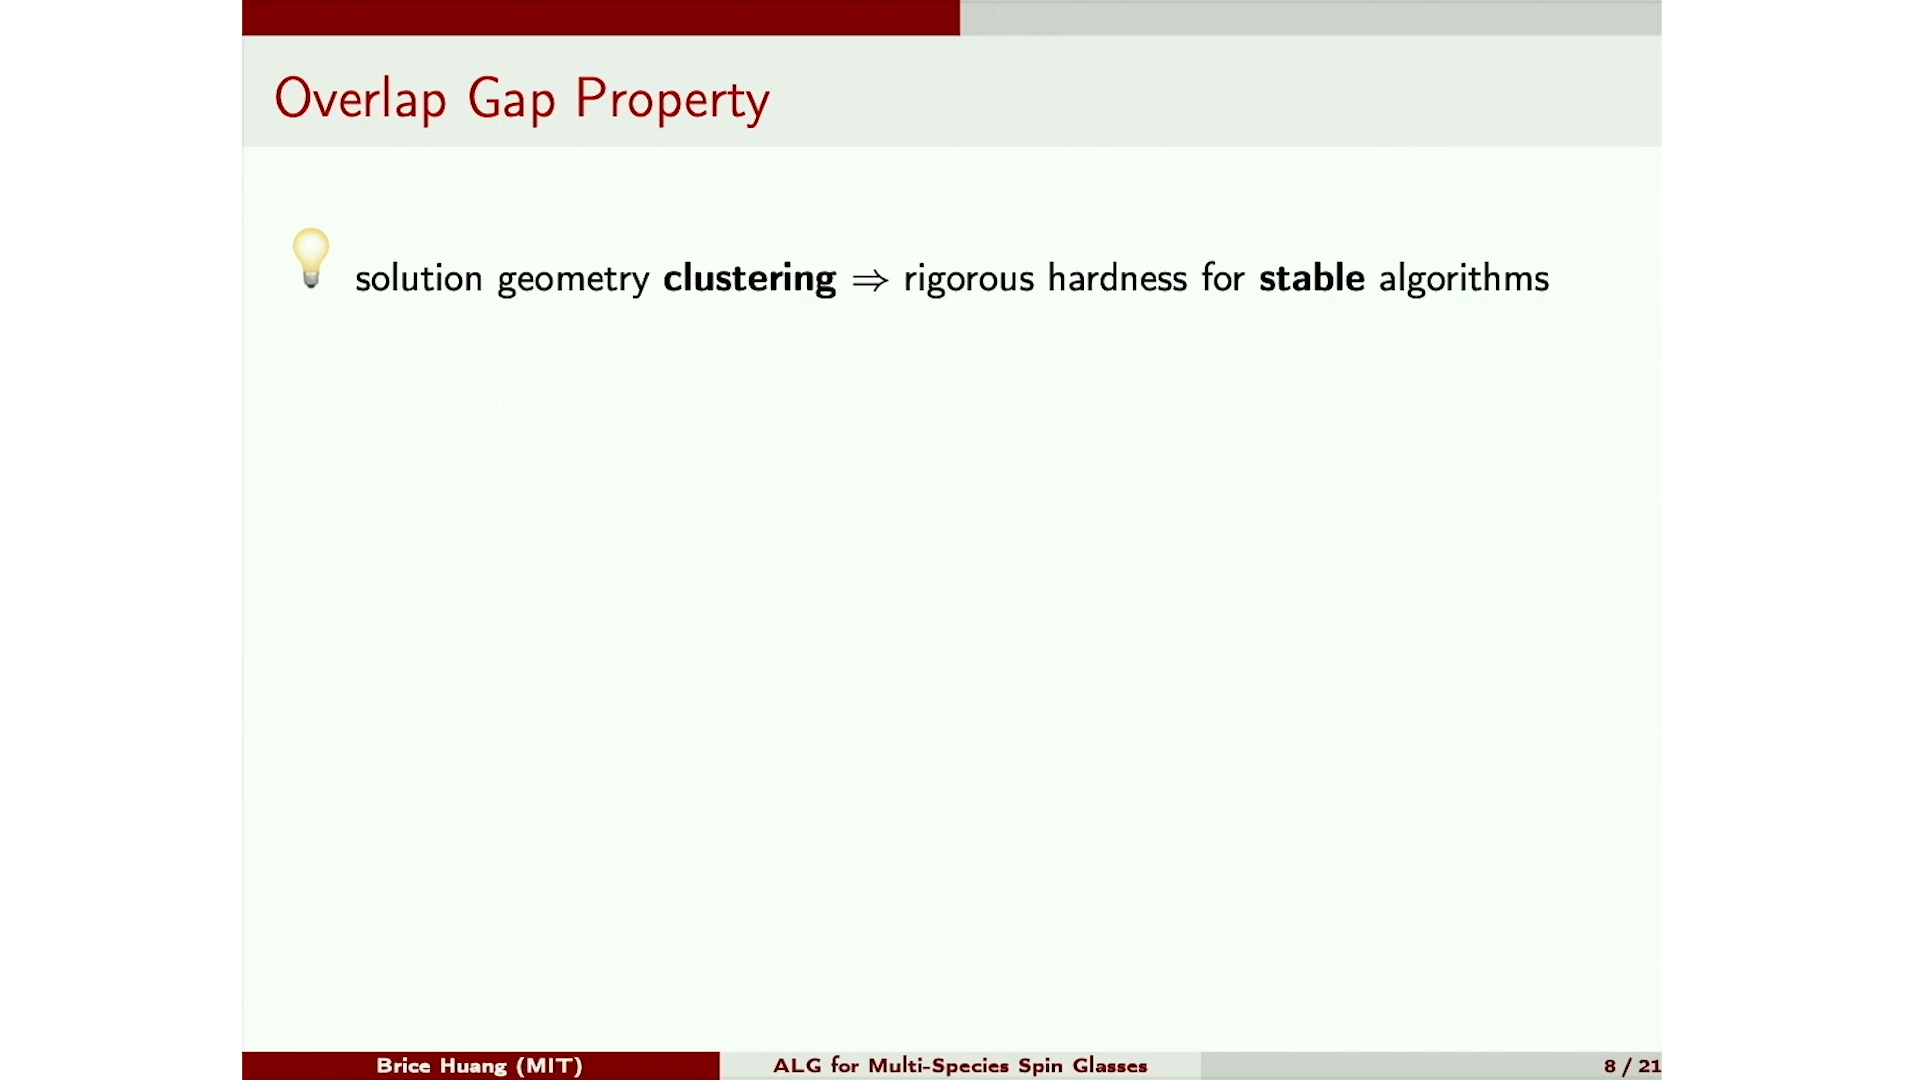 Overlap Gap Property
solution geometry clustering ⇒ rigorous hardness for stable algorithms
Brice Huang (MIT)
ALG for Multi-Species Spin Glasses
8 / 21